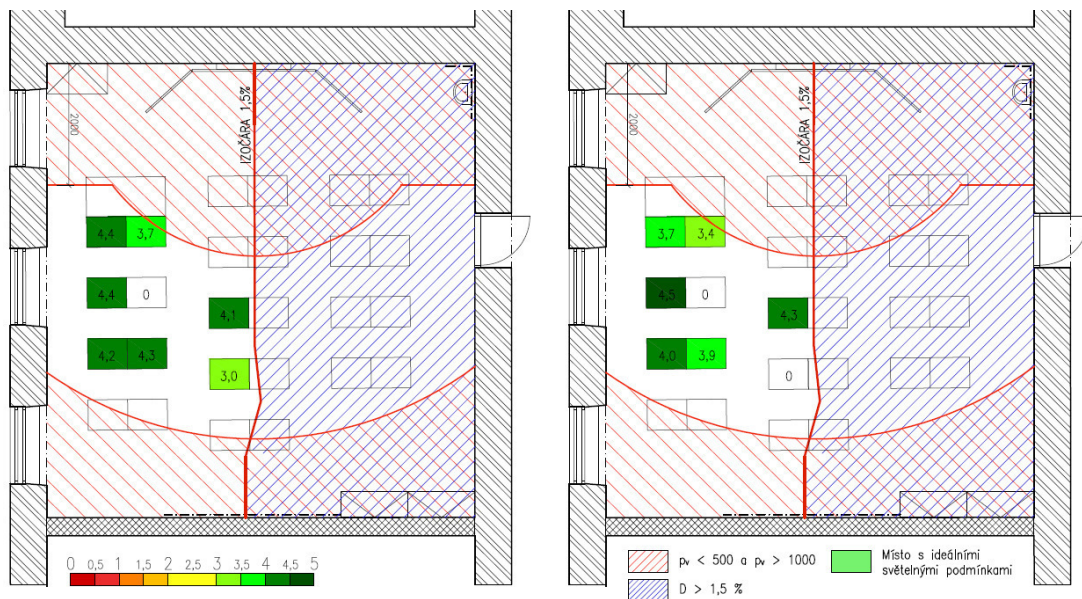 2000
IZOČÁRA 1,5%
4,4 3,7
4,4 0
4,1
4,2 4,3
3,0
0 0,5 1 1,5 2 2,5 3 3,5 4 4,5 5
2000
IZOČÁRA 1,5%
3,7 3,4
4,5 0
4,3
4,0 3,9
0
pᵥ < 500 a pᵥ > 1000
D > 1,5 %
Místo s ideálními
světelnými podmínkami